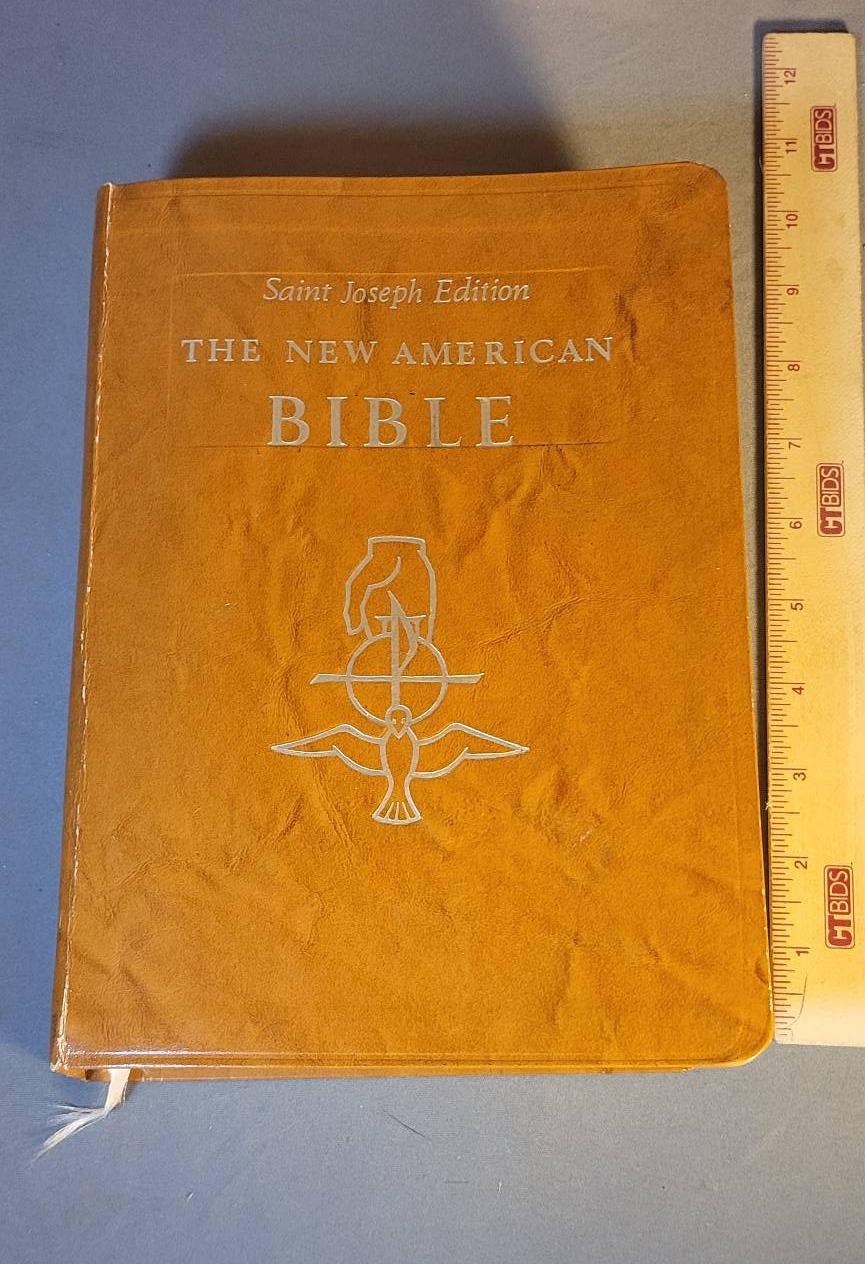 Saint Joseph Edition
THE NEW AMERICAN
BIBLE
12
11
CTBIDS
10
9
8
7
6
CTBIDS
5
4
3
2
CTBIDS
1